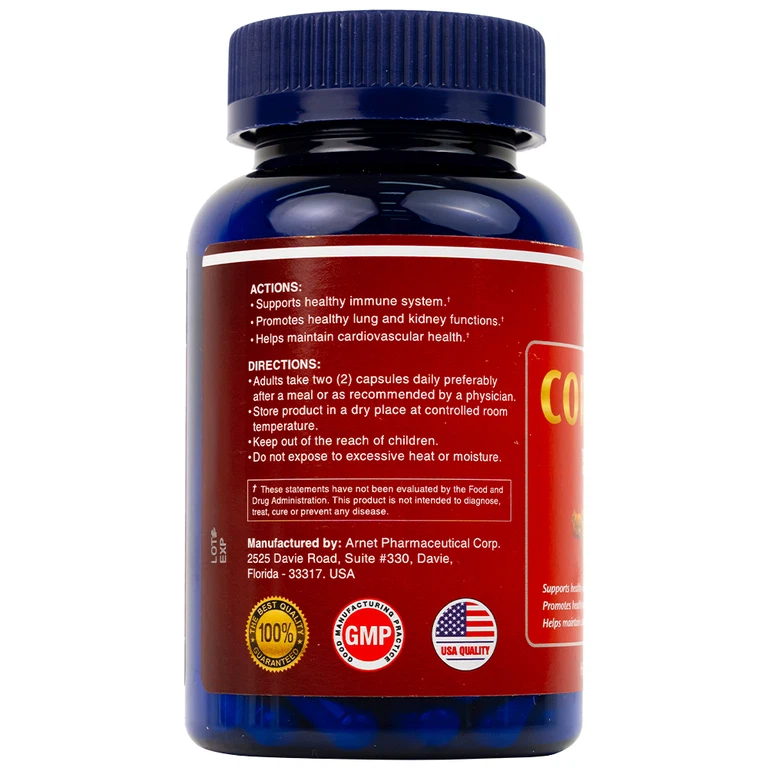 ACTIONS:
• Supports healthy immune system.†
• Promotes healthy lung and kidney functions.†
• Helps maintain cardiovascular health.†
DIRECTIONS:
• Adults take two (2) capsules daily preferably
after a meal or as recommended by a physician.
• Store product in a dry place at controlled room
temperature.
• Keep out of the reach of children.
• Do not expose to excessive heat or moisture.
† These statements have not been evaluated by the Food and
Drug Administration. This product is not intended to diagnose,
treat, cure or prevent any disease.
LOT#
EXP
Manufactured by: Arnet Pharmaceutical Corp.
2525 Davie Road, Suite #330, Davie,
Florida - 33317. USA
THE BEST QUALITY
100%
GUARANTEED
GOOD MANUFACTURING PRACTICE
GMP
USA QUALITY
CO
Supports
Promotes
Helps